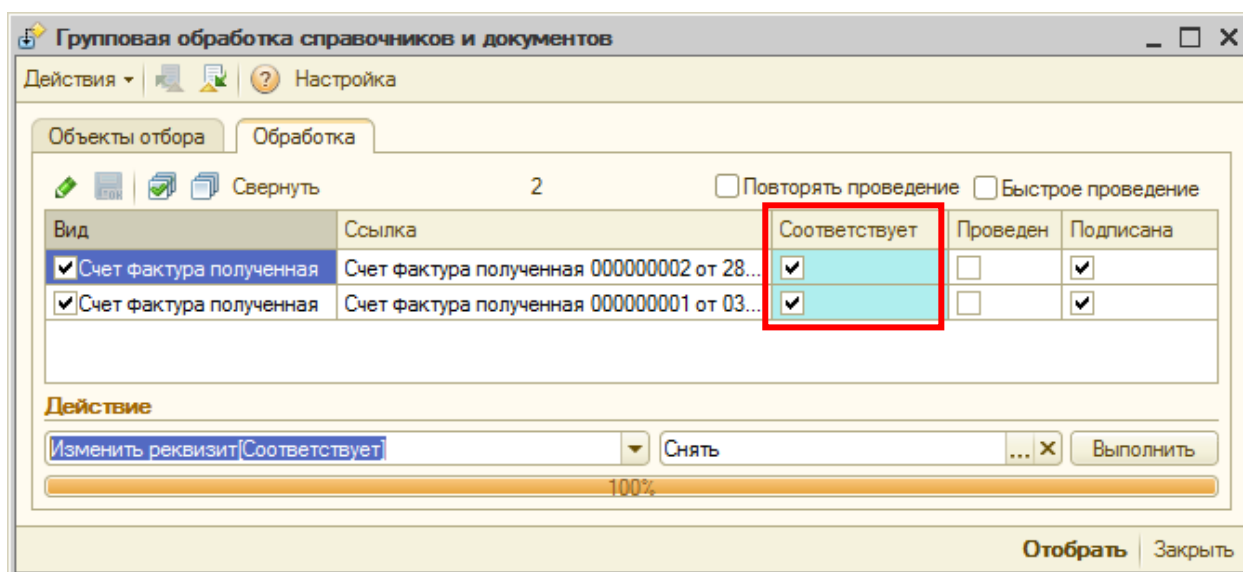 Групповая обработка справочников и документов
Действия Настройка
Объекты отбора Обработка
Свернуть 2 Повторять проведение Быстрое проведение
Вид Ссылка Соответствует Проведен Подписана
Счет фактура полученная Счет фактура полученная 000000002 от 28...
Счет фактура полученная Счет фактура полученная 000000001 от 03...
Действие
Изменить реквизит[Соответствует] Снять ... Выполнить
100%
Отобрать Закрыть